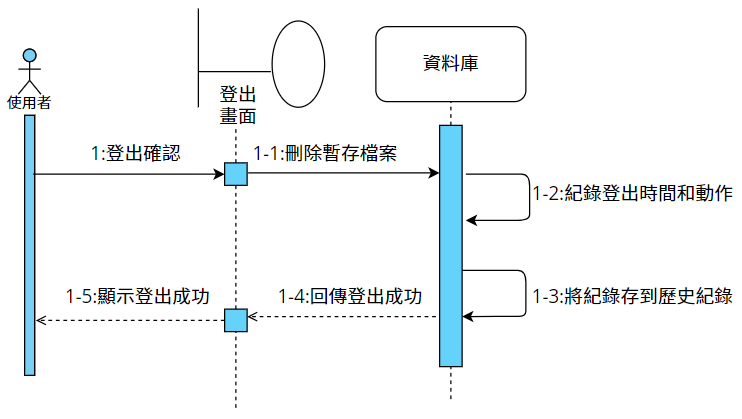 使用者
登出
畫面
資料庫
1:登出確認
1-1:刪除暫存檔案
1-2:紀錄登出時間和動作
1-3:將紀錄存到歷史紀錄
1-4:回傳登出成功
1-5:顯示登出成功